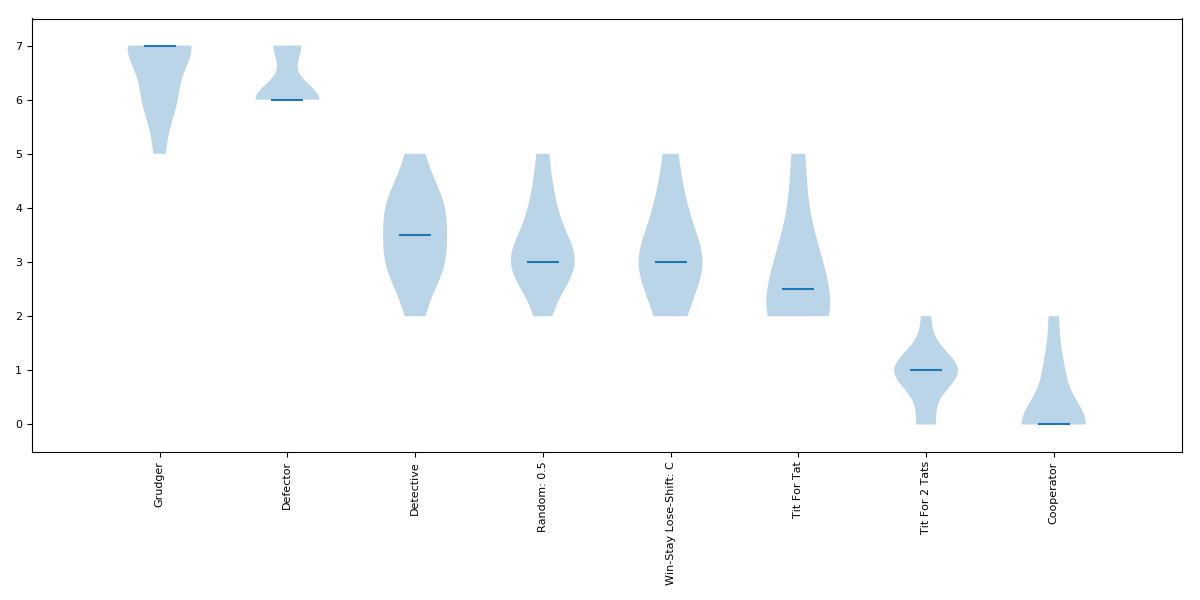 7
6
5
4
3
2
1
0
Grudger
Defector
Detective
Random: 0.5
Win-Stay Lose-Shift: C
Tit For Tat
Tit For 2 Tats
Cooperator